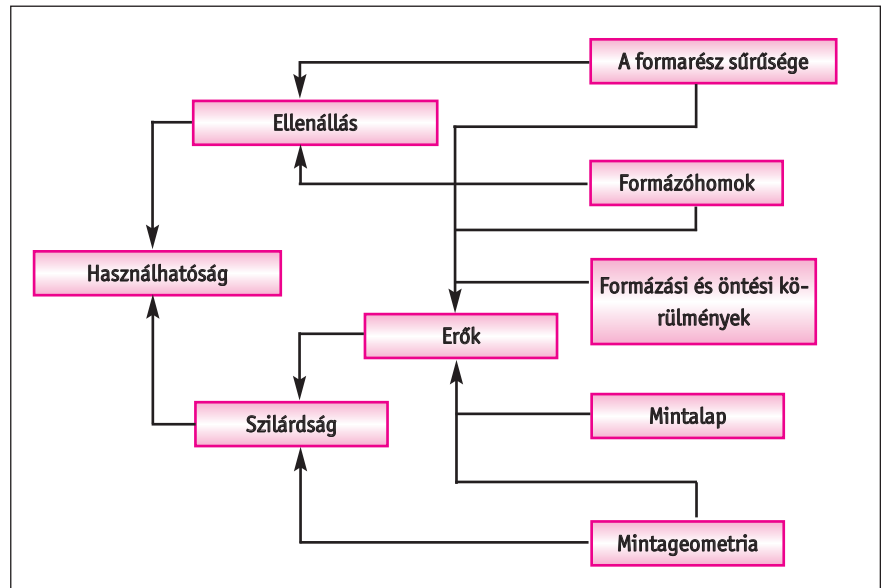 A formarész sűrűsége
Ellenállás
Formázóhomok
Használhatóság
Formázási és öntési kö-
rülmények
Erők
Mintalap
Szilárdság
Mintageometria